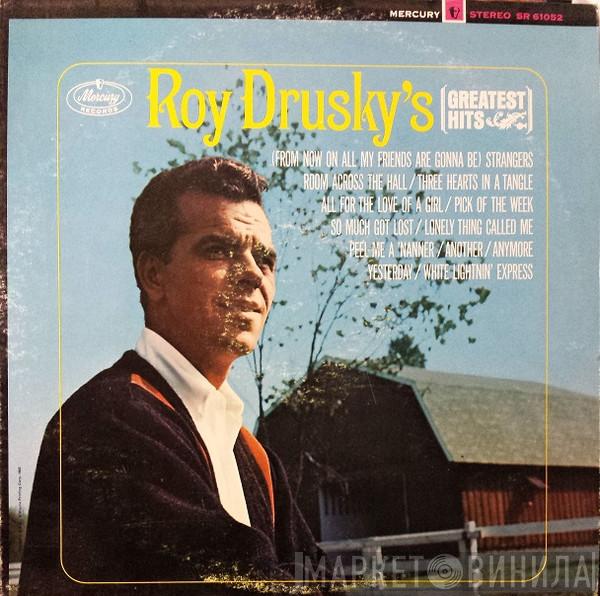 MERCURY STEREO SR 61052
Mercury
RECORDS
Roy Drusky's
GREATEST
HITS
(FROM NOW ON ALL MY FRIENDS ARE GONNA BE) STRANGERS
ROOM ACROSS THE HALL / THREE HEARTS IN A TANGLE
ALL FOR THE LOVE OF A GIRL / PICK OF THE WEEK
SO MUCH GOT LOST / LONELY THING CALLED ME
PEEL ME A 'NANNER / ANOTHER / ANYMORE
YESTERDAY / WHITE LIGHTNIN' EXPRESS
МАРКЕТ ВИНИЛА